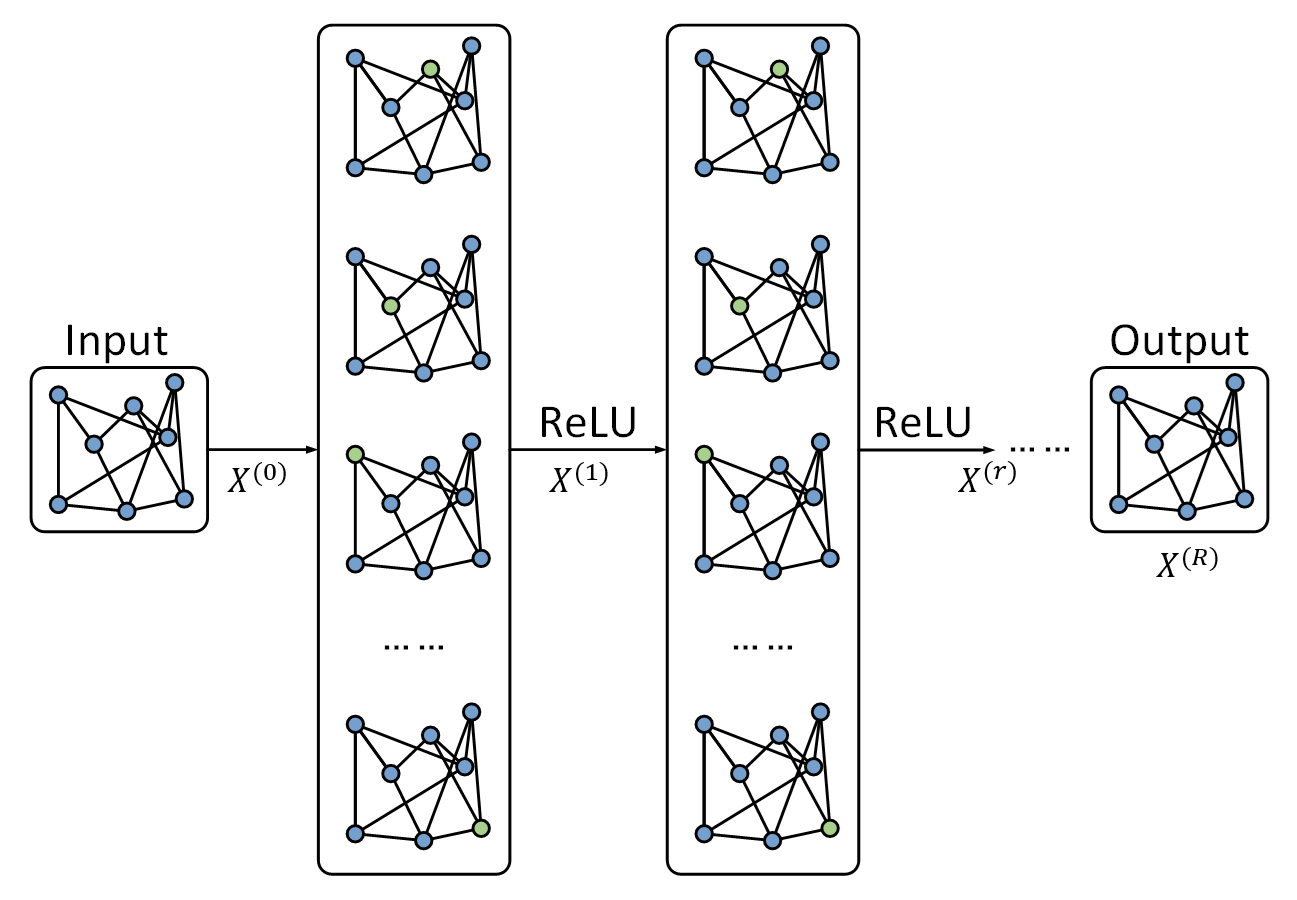 Input
X^(0)
ReLU
X^(1)
ReLU
X^(r)
... ...
Output
X^(R)
... ...
... ...